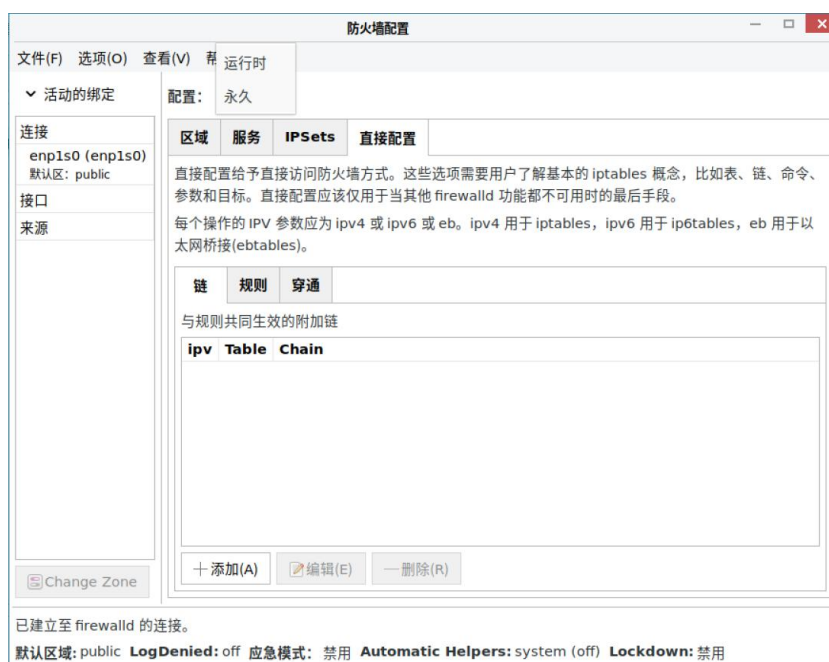 防火墙配置
文件(F) 选项(O) 查看(V) 帮
运行时
永久
活动的绑定
配置:
连接
enp1s0 (enp1s0)
默认区: public
接口
来源
区域 服务 IPSets 直接配置
直接配置给予直接访问防火墙方式。这些选项需要用户了解基本的 iptables 概念，比如表、链、命令、
参数和目标。直接配置应该仅用于当其他 firewalld 功能都不可用时的最后手段。
每个操作的 IPV 参数应为 ipv4 或 ipv6 或 eb。ipv4 用于 iptables，ipv6 用于 ip6tables，eb 用于以
太网桥接(ebtables)。
链 规则 穿通
与规则共同生效的附加链
ipv Table Chain
添加(A) 编辑(E) 删除(R)
Change Zone
已建立至 firewalld 的连接。
默认区域: public LogDenied: off 应急模式: 禁用 Automatic Helpers: system (off) Lockdown: 禁用